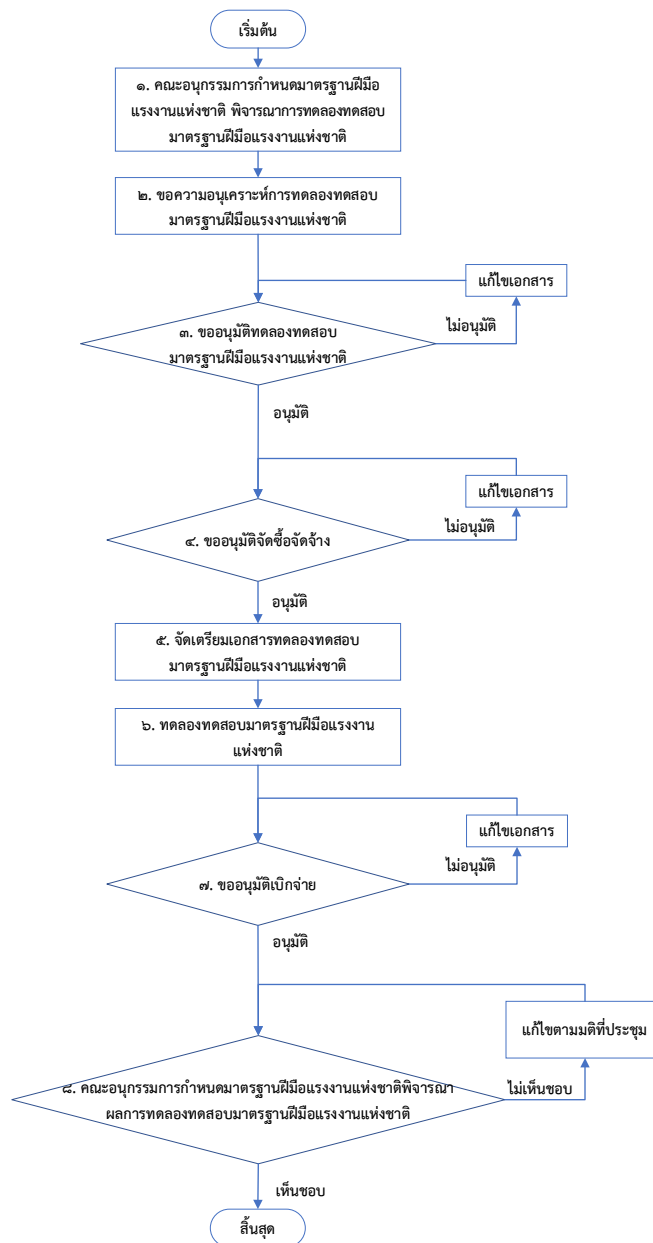 เริ่มต้น
๑. คณะอนุกรรมการกำหนดมาตรฐานฝีมือ
แรงงานแห่งชาติ พิจารณาการทดลองทดสอบ
มาตรฐานฝีมือแรงงานแห่งชาติ
๒. ขอความอนุเคราะห์การทดลองทดสอบ
มาตรฐานฝีมือแรงงานแห่งชาติ
แก้ไขเอกสาร
ไม่อนุมัติ
๓. ขออนุมัติทดลองทดสอบ
มาตรฐานฝีมือแรงงานแห่งชาติ
อนุมัติ
แก้ไขเอกสาร
ไม่อนุมัติ
๔. ขออนุมัติจัดซื้อจัดจ้าง
อนุมัติ
๕. จัดเตรียมเอกสารทดลองทดสอบ
มาตรฐานฝีมือแรงงานแห่งชาติ
๖. ทดลองทดสอบมาตรฐานฝีมือแรงงาน
แห่งชาติ
แก้ไขเอกสาร
ไม่อนุมัติ
๗. ขออนุมัติเบิกจ่าย
อนุมัติ
แก้ไขตามมติที่ประชุม
ไม่เห็นชอบ
๘. คณะอนุกรรมการกำหนดมาตรฐานฝีมือแรงงานแห่งชาติพิจารณา
ผลการทดลองทดสอบมาตรฐานฝีมือแรงงานแห่งชาติ
เห็นชอบ
สิ้นสุด